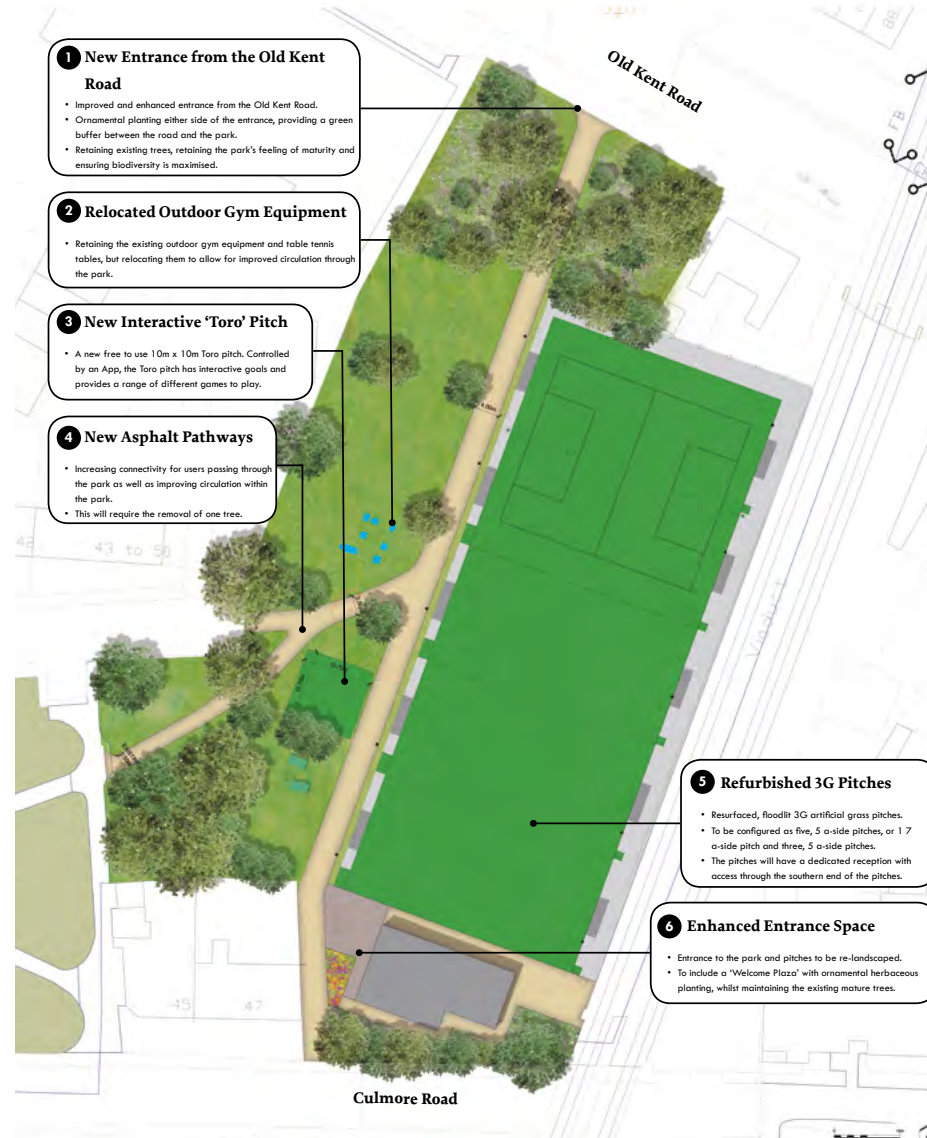 Old Kent Road
1 New Entrance from the Old Kent
Road
• Improved and enhanced entrance from the Old Kent Road.
• Ornamental planting either side of the entrance, providing a green
buffer between the road and the park.
• Retaining existing trees, retaining the park's feeling of maturity and
ensuring biodiversity is maximised.
FB
2 Relocated Outdoor Gym Equipment
• Retaining the existing outdoor gym equipment and table tennis
tables, but relocating them to allow for improved circulation through
the park.
3 New Interactive ‘Toro’ Pitch
• A new free to use 10m x 10m Toro pitch. Controlled
by an App, the Toro pitch has interactive goals and
provides a range of different games to play.
4 New Asphalt Pathways
• Increasing connectivity for users passing through
the park as well as improving circulation within
the park.
• This will require the removal of one tree.
42
43 to 50
Viaduct
5 Refurbished 3G Pitches
• Resurfaced, floodlit 3G artificial grass pitches.
• To be configured as five, 5 a-side pitches, or 1 7
a-side pitch and three, 5 a-side pitches.
• The pitches will have a dedicated reception with
access through the southern end of the pitches.
6 Enhanced Entrance Space
• Entrance to the park and pitches to be re-landscaped.
• To include a ‘Welcome Plaza’ with ornamental herbaceous
planting, whilst maintaining the existing mature trees.
45
47
Culmore Road